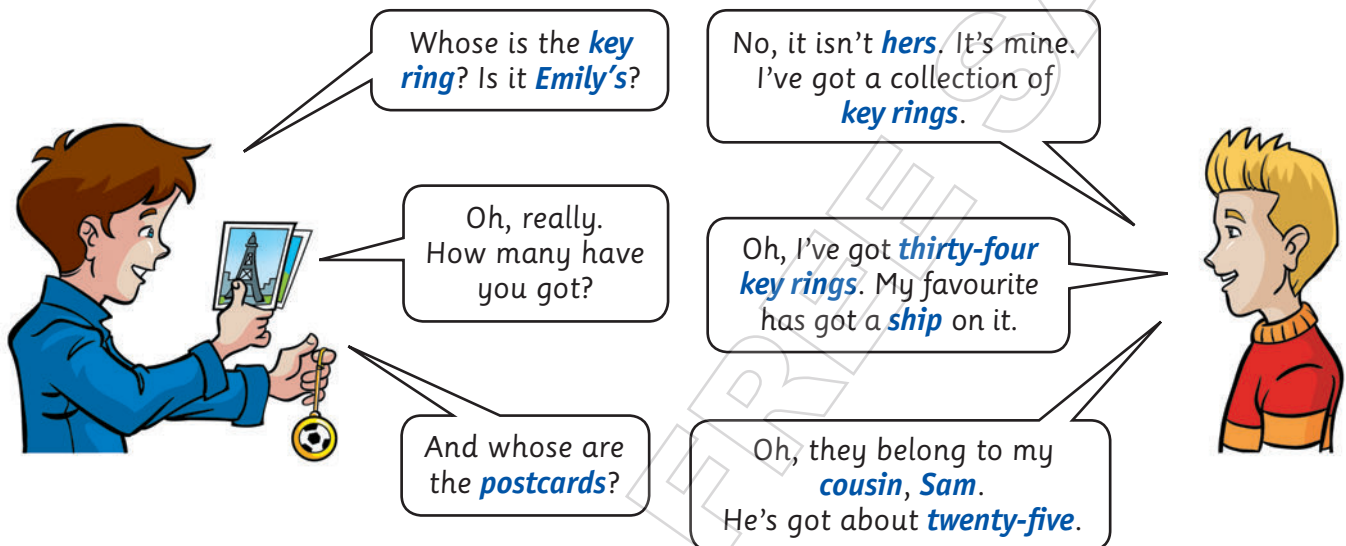 Whose is the key
ring? Is it Emily's?
No, it isn't hers. It's mine.
I've got a collection of
key rings.
Oh, really.
How many have
you got?
Oh, I've got thirty-four
key rings. My favourite
has got a ship on it.
And whose are
the postcards?
Oh, they belong to my
cousin, Sam.
He's got about twenty-five.
FREE SA